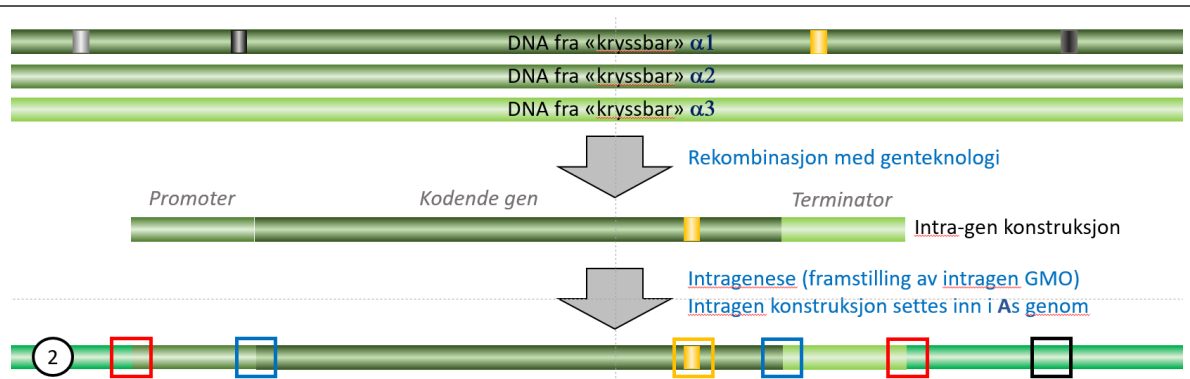 DNA fra «kryssbar» α1
DNA fra «kryssbar» α2
DNA fra «kryssbar» α3
Rekombinasjon med genteknologi
Promoter Kodende gen Terminator
Intra-gen konstruksjon
Intragenese (framstilling av intragen GMO)
Intragen konstruksjon settes inn i As genom
2